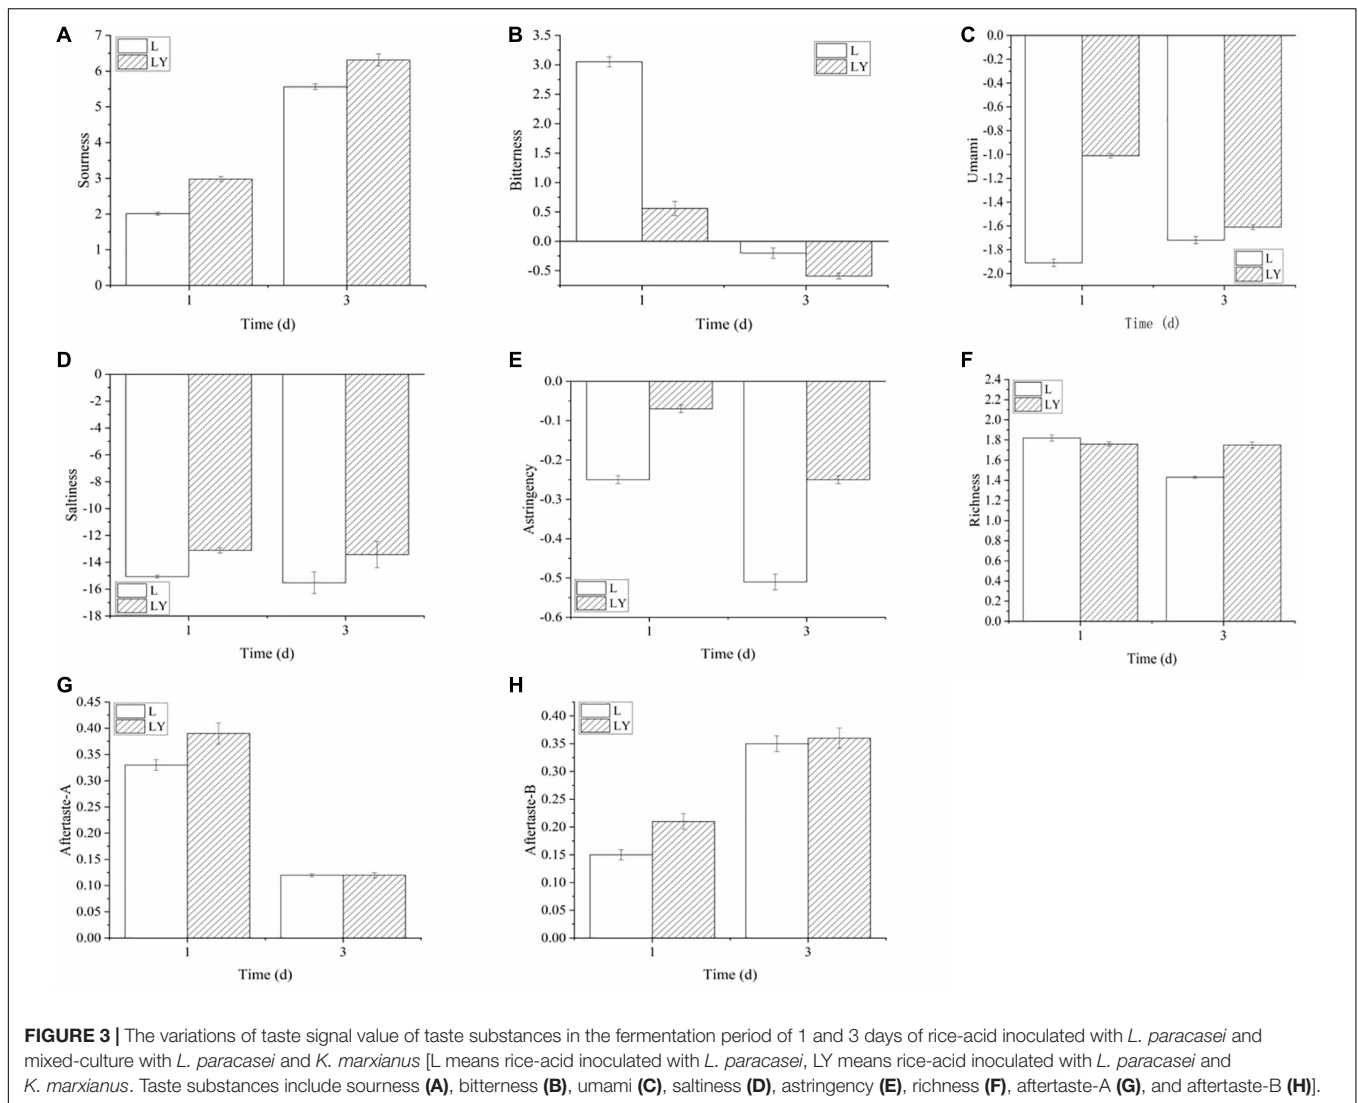 A
7
6
5
4
3
2
1
0
Sourness
L
LY
1 3
Time (d)
B
3.5
3.0
2.5
2.0
1.5
1.0
0.5
0.0
-0.5
Bitterness
L
LY
1 3
Time (d)
C
0.0
-0.2
-0.4
-0.6
-0.8
-1.0
-1.2
-1.4
-1.6
-1.8
-2.0
Umami
L
LY
1 3
Time (d)
D
0
-2
-4
-6
-8
-10
-12
-14
-16
-18
Saltiness
L
LY
1 3
Time (d)
E
0.0
-0.1
-0.2
-0.3
-0.4
-0.5
-0.6
Astringency
L
LY
1 3
Time (d)
F
2.4
2.2
2.0
1.8
1.6
1.4
1.2
1.0
0.8
0.6
0.4
0.2
0.0
Richness
L
LY
1 3
Time (d)
G
0.45
0.40
0.35
0.30
0.25
0.20
0.15
0.10
0.05
0.00
Aftertaste-A
L
LY
1 3
Time (d)
H
0.40
0.35
0.30
0.25
0.20
0.15
0.10
0.05
0.00
Aftertaste-B
L
LY
1 3
Time (d)
FIGURE 3 | The variations of taste signal value of taste substances in the fermentation period of 1 and 3 days of rice-acid inoculated with L. paracasei and
mixed-culture with L. paracasei and K. marxianus [L means rice-acid inoculated with L. paracasei, LY means rice-acid inoculated with L. paracasei and
K. marxianus. Taste substances include sourness (A), bitterness (B), umami (C), saltiness (D), astringency (E), richness (F), aftertaste-A (G), and aftertaste-B (H)].